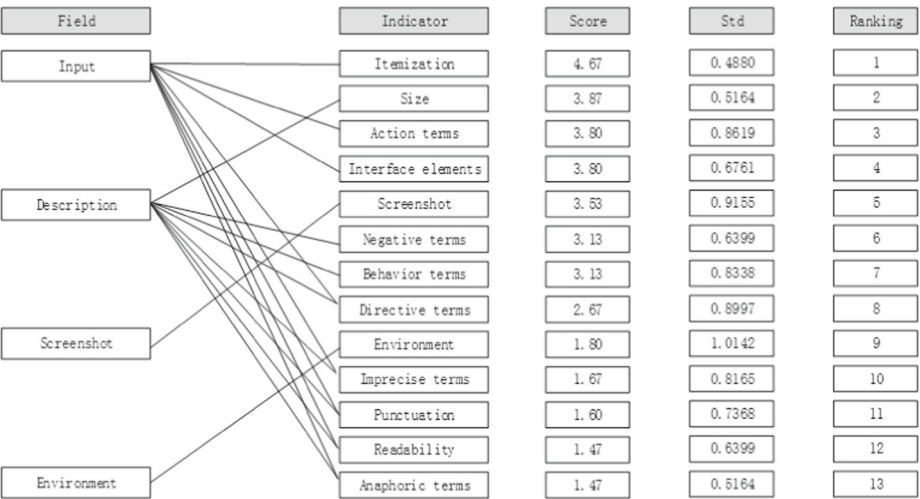 Field Indicator Score Std Ranking
Input Itemization 4.67 0.4880 1
Size 3.87 0.5164 2
Action terms 3.80 0.8619 3
Interface elements 3.80 0.6761 4
Description Screenshot 3.53 0.9155 5
Negative terms 3.13 0.6399 6
Behavior terms 3.13 0.8338 7
Directive terms 2.67 0.8997 8
Screenshot Environment 1.80 1.0142 9
Imprecise terms 1.67 0.8165 10
Punctuation 1.60 0.7368 11
Readability 1.47 0.6399 12
Environment Anaphoric terms 1.47 0.5164 13